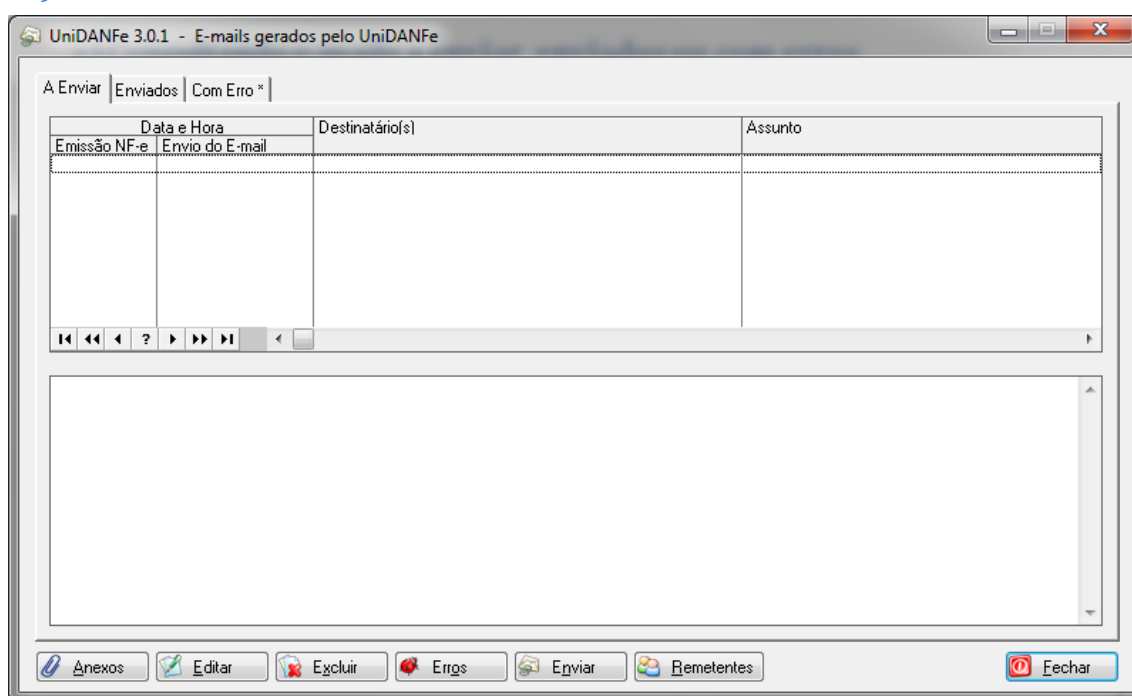 UniDANFe 3.0.1 - E-mails gerados pelo UniDANFe
A Enviar Enviados Com Erro *
Data e Hora Destinatário(s) Assunto
Emissão NF-e Envio do E-mail
?
Anexos Editar Excluir Erros Enviar Remetentes Fechar